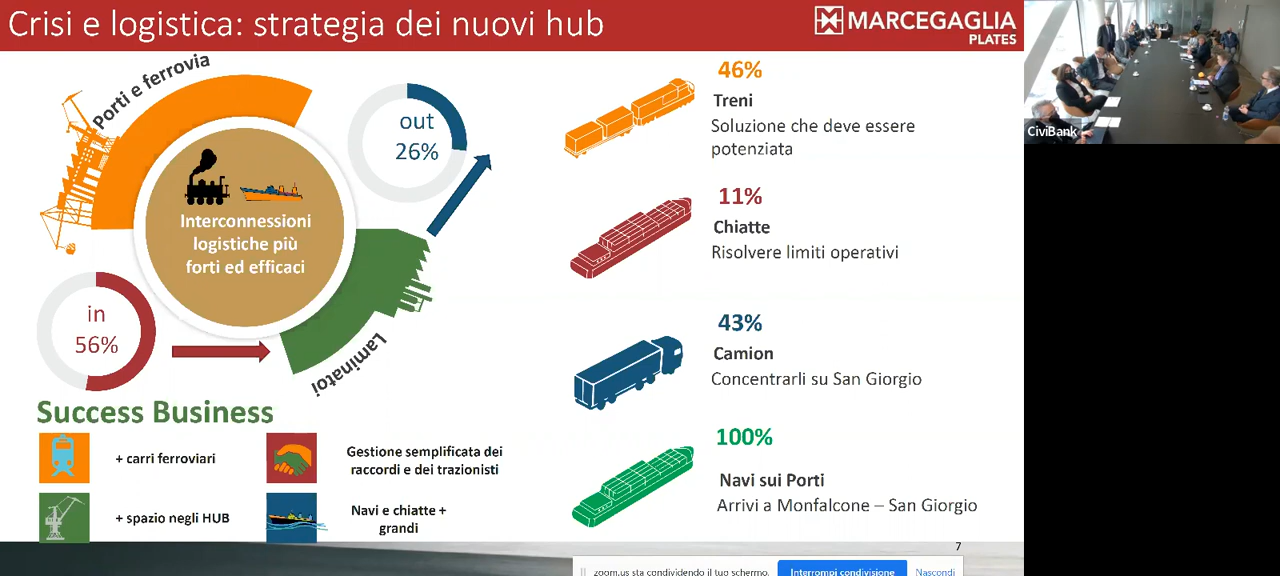 Crisi e logistica: strategia dei nuovi hub
MARCEGAGLIA
PLATES
Porti e ferrovia
out
26%
Interconnessioni
logistiche più
forti ed efficaci
in
56%
Laminatoi
46%
Treni
Soluzione che deve essere
potenziata
11%
Chiatte
Risolvere limiti operativi
43%
Camion
Concentrarli su San Giorgio
100%
Navi sui Porti
Arrivi a Monfalcone – San Giorgio
Success Business
+ carri ferroviari
Gestione semplificata dei
raccordi e dei trazionisti
+ spazio negli HUB
Navi e chiatte +
grandi
7
zoom.us sta condividendo il tuo schermo.
Interrompi condivisione
Nascondi
CiviBank